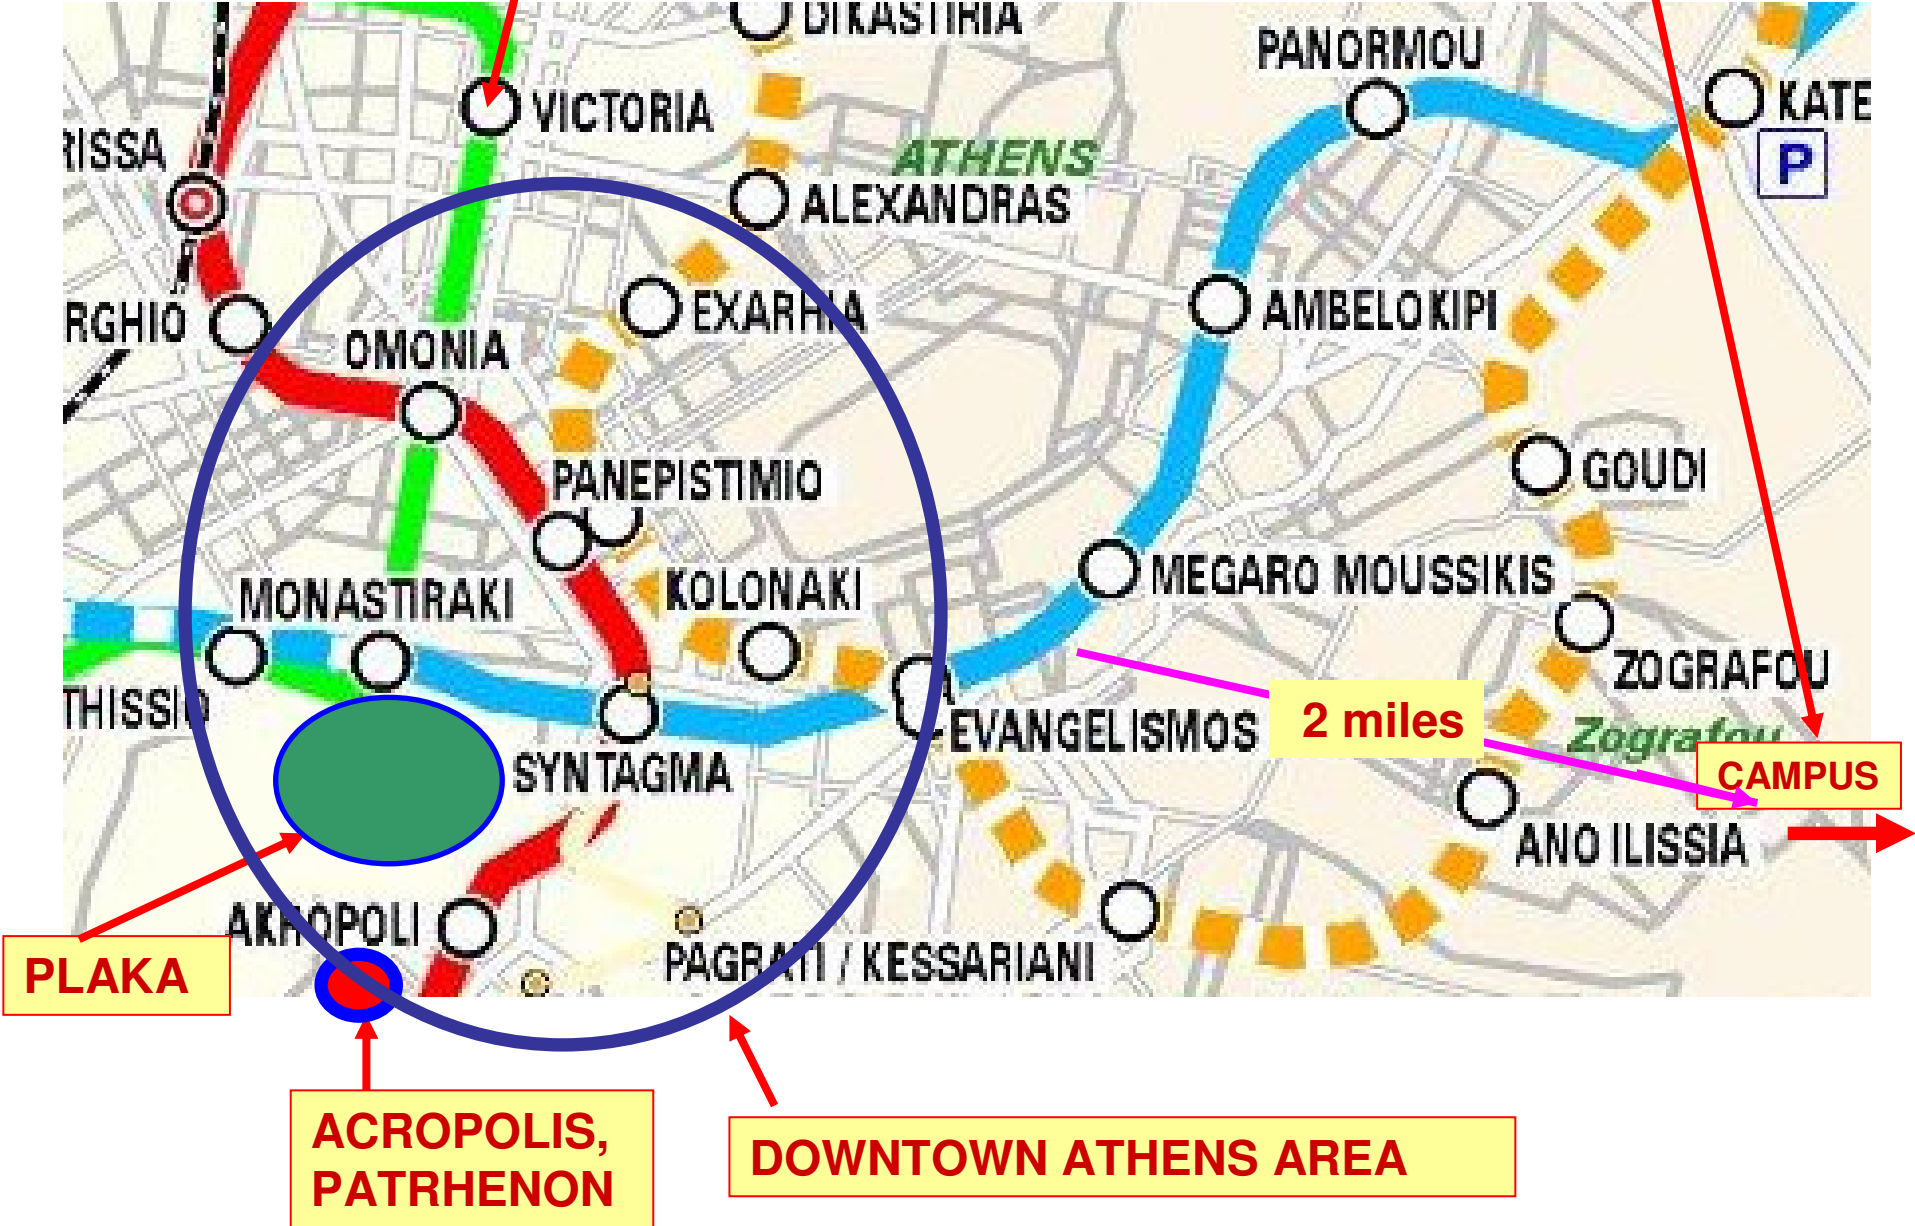 DIKASTIRIA
PANORMOU
VICTORIA
KATE
RISSA
ATHENS
P
ALEXANDRAS
EXARHIA
AMBELOKIPI
RGHIO
OMONIA
PANEPISTIMIO
GOUDI
MONASTIRAKI
KOLONAKI
MEGARO MOUSSIKIS
ZOGRAFOU
THISSIO
EVANGELISMOS
2 miles
Zografou
SYNTAGMA
CAMPUS
ANO ILISSIA
AKROPOLI
PAGRATI / KESSARIANI
PLAKA
ACROPOLIS,
PATRHENON
DOWNTOWN ATHENS AREA